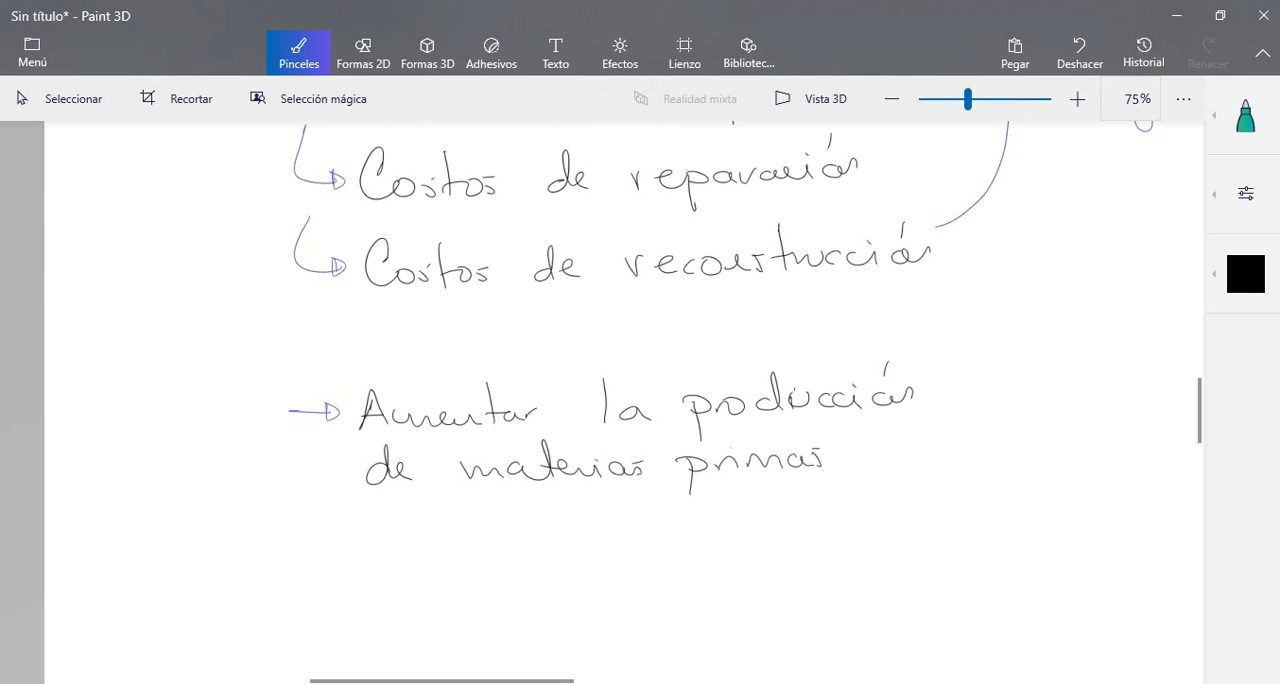 Sin título* - Paint 3D
Menú
Pinceles
Formas 2D
Formas 3D
Adhesivos
Texto
Efectos
Lienzo
Bibliotec...
Pegar
Deshacer
Historial
Rehacer
Seleccionar
Recortar
Selección mágica
Realidad mixta
Vista 3D
75%
Costos de reparación
Costos de reconstrucción
Aumentar la producción
de materias primas